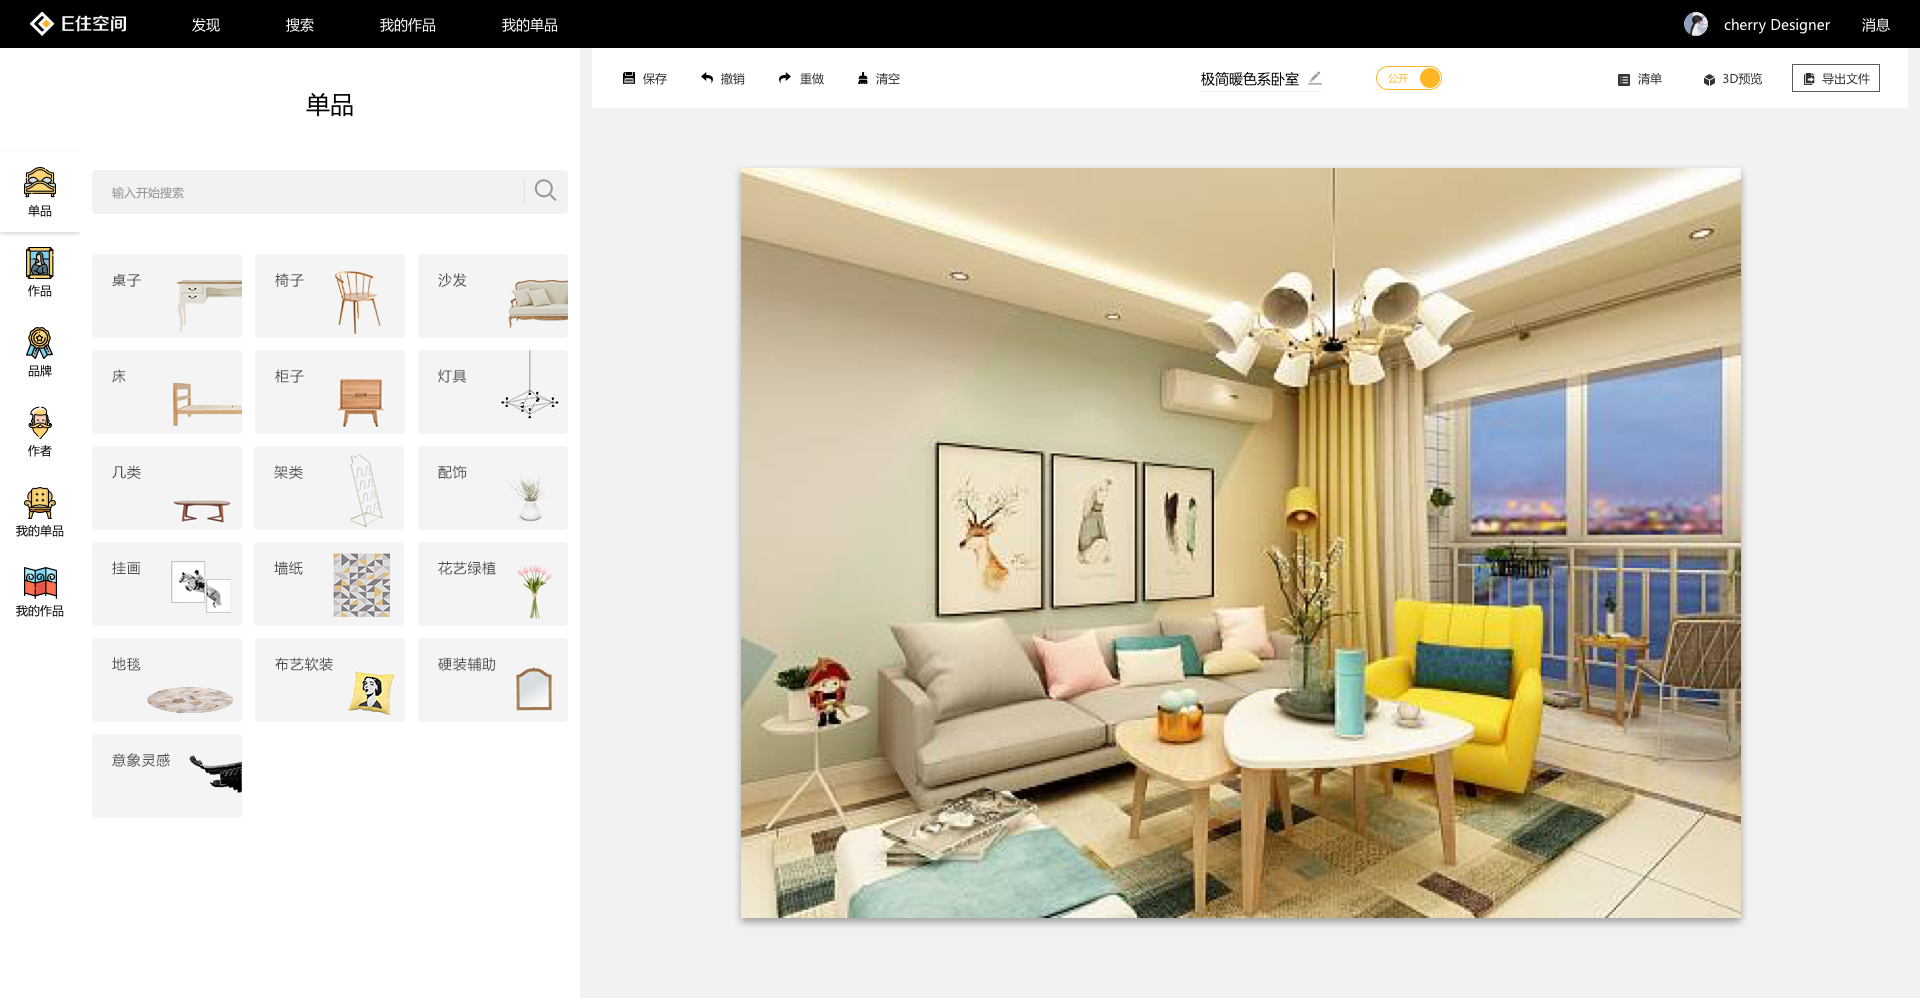 E住空间
发现
搜索
我的作品
我的单品
cherry Designer
消息
保存
撤销
重做
清空
极简暖色系卧室
公开
清单
3D预览
导出文件
单品
输入开始搜索
单品
作品
品牌
作者
我的单品
我的作品
桌子
椅子
沙发
床
柜子
灯具
几类
架类
配饰
挂画
墙纸
花艺绿植
地毯
布艺软装
硬装辅助
意象灵感